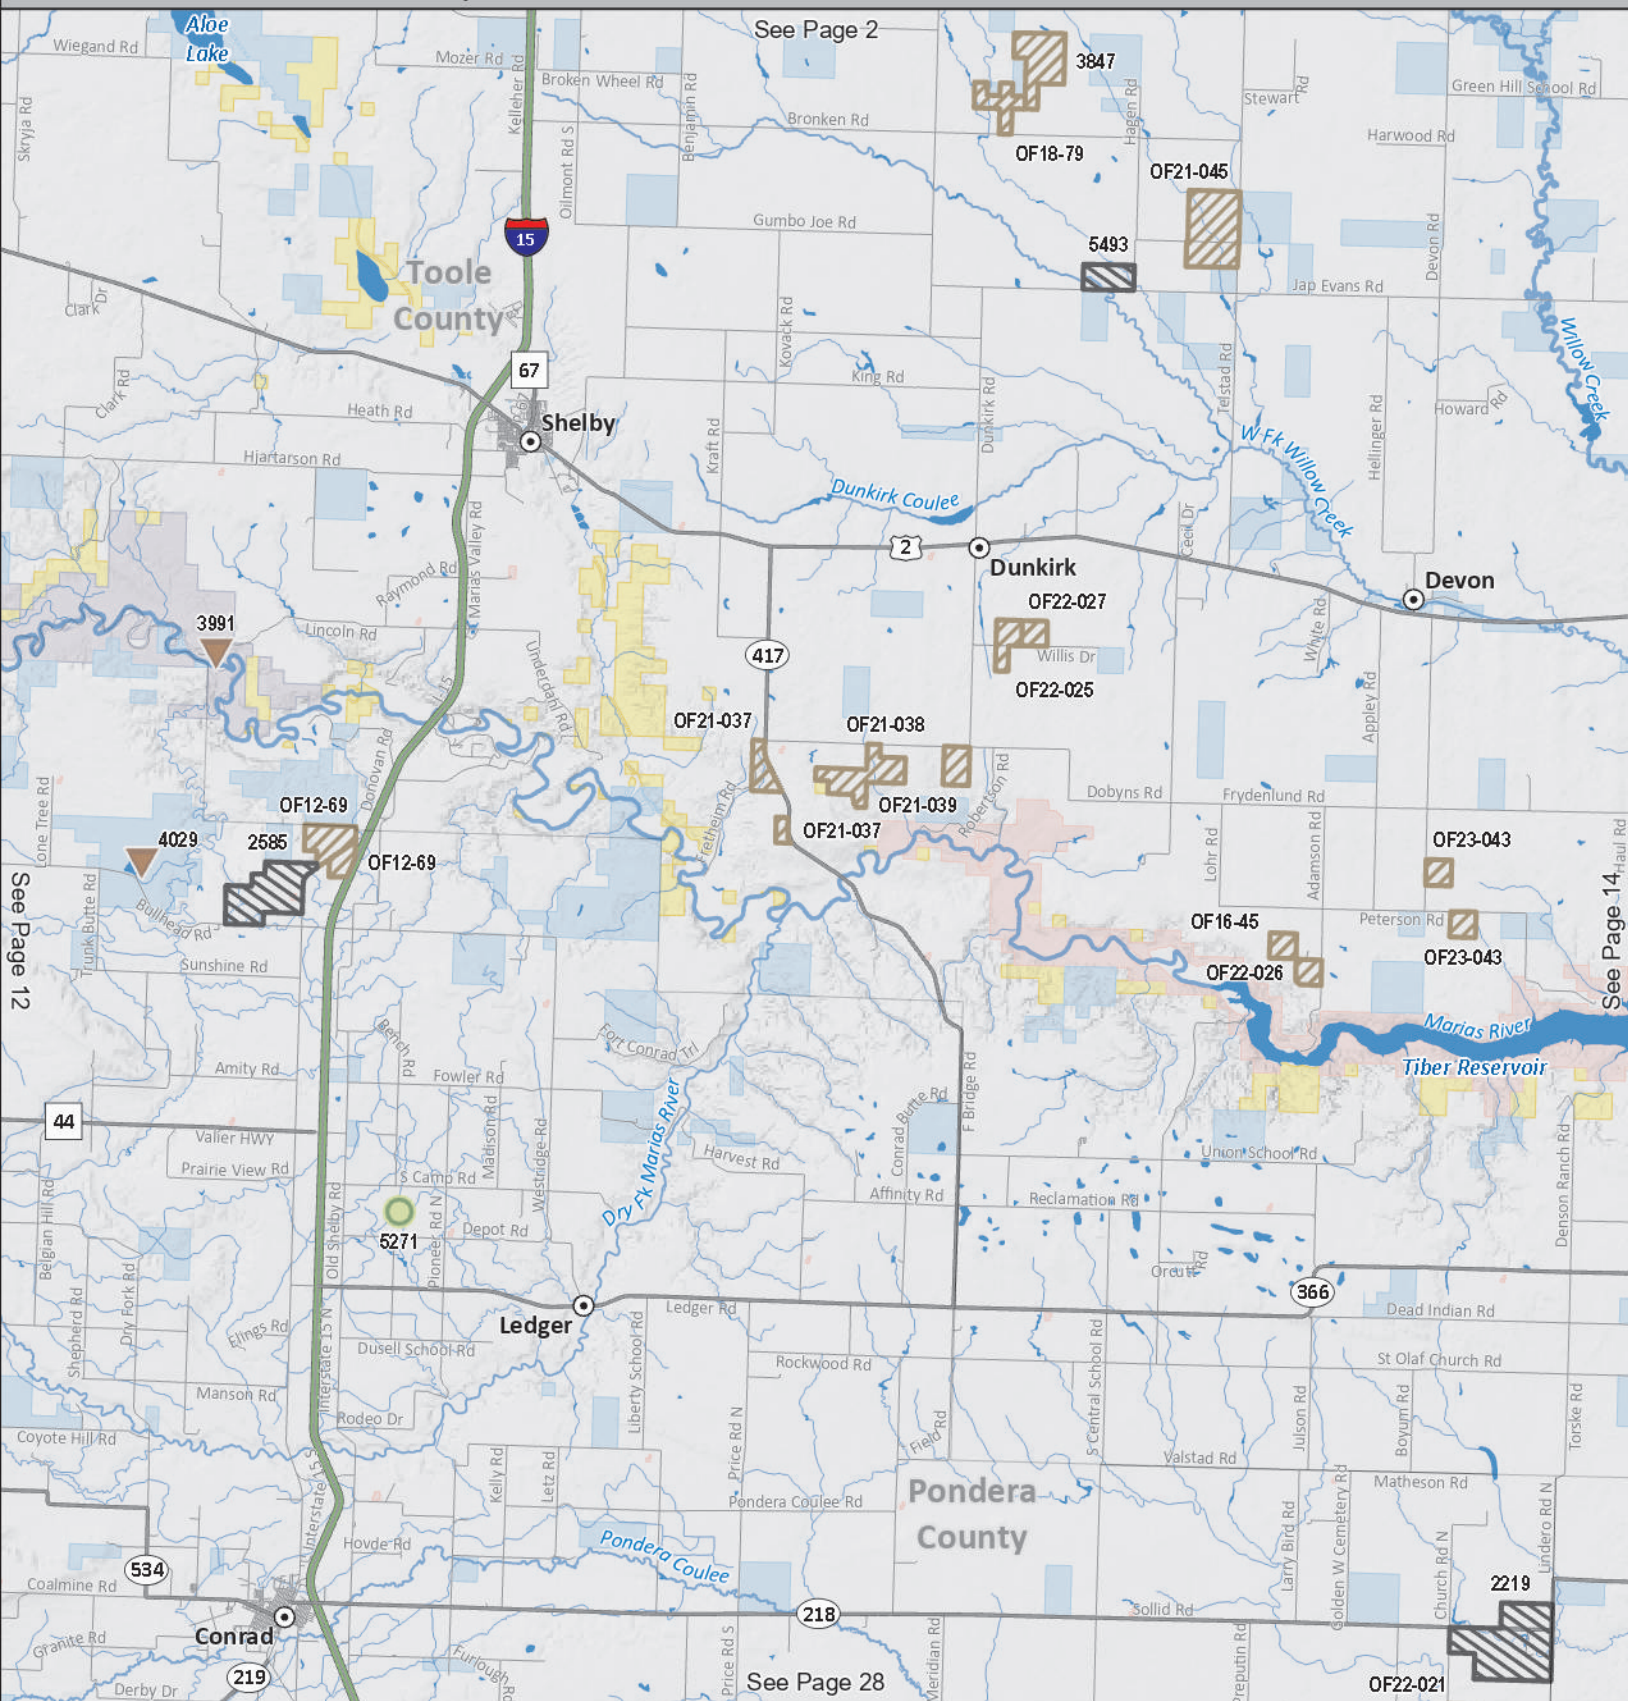 See Page 2
Aloe
Lake
Wiegand Rd
Mozer Rd
Kelleher Rd
Broken Wheel Rd
Benjamin Rd
3847
Hagen Rd
Stewart Rd
Green Hill School Rd
Skryja Rd
Bronken Rd
Harwood Rd
OF18-79
OF21-045
Oilmont Rd S
Gumbo Joe Rd
15
5493
Devon Rd
Toole
County
Jap Evans Rd
Clark Dr
Kovack Rd
Willow Creek
67
King Rd
Telstad Rd
Clark Rd
Heath Rd
Dunkirk Rd
Howard Rd
Shelby
Kraft Rd
Hellinger Rd
W Fk Willow Creek
Hjartarson Rd
Dunkirk Coulee
Cecil Dr
2
Dunkirk
Marias Valley Rd
Raymond Rd
Devon
OF22-027
3991
Lincoln Rd
White Rd
417
Willis Dr
Underdahl Rd
OF22-025
I-15
Appley Rd
OF21-037
OF21-038
Donovan Rd
Lone Tree Rd
Fretheim Rd
Robertson Rd
Dobyns Rd
Frydenlund Rd
OF12-69
OF21-039
4029
2585
OF21-037
OF23-043
Haul Rd
OF12-69
Lohr Rd
Adamson Rd
See Page 12
Trunk Butte Rd
Bullhead Rd
OF16-45
Peterson Rd
See Page 14
Sunshine Rd
OF22-026
OF23-043
Bench Rd
Fort Conrad Trl
Marias River
Tiber Reservoir
Amity Rd
Fowler Rd
F Bridge Rd
Conrad Butte Rd
44
Valier HWY
Madison Rd
Westridge Rd
Dry Fk Marias River
Harvest Rd
Union School Rd
Denson Ranch Rd
Prairie View Rd
S Camp Rd
Affinity Rd
Reclamation Rd
Belgian Hill Rd
Old Shelby Rd
5271
Pioneer Rd N
Depot Rd
Orcutt Rd
366
Dry Fork Rd
Shepherd Rd
Ledger
Ledger Rd
Dead Indian Rd
Elings Rd
Interstate 15 N
Dusell School Rd
Liberty School Rd
Rockwood Rd
S Central School Rd
St Olaf Church Rd
Manson Rd
Rodeo Dr
Price Rd N
Field Rd
Julson Rd
Boyum Rd
Torske Rd
Coyote Hill Rd
Kelly Rd
Letz Rd
Valstad Rd
Matheson Rd
Interstate 15 S
Pondera Coulee Rd
Pondera
County
Larry Bird Rd
Golden W Cemetery Rd
Lindero Rd N
Hovde Rd
Pondera Coulee
Church Rd N
534
Coalmine Rd
2219
218
Sollid Rd
Conrad
Granite Rd
219
Furlough Rd
Derby Dr
Price Rd S
See Page 28
Meridian Rd
Preputin Rd
OF22-021